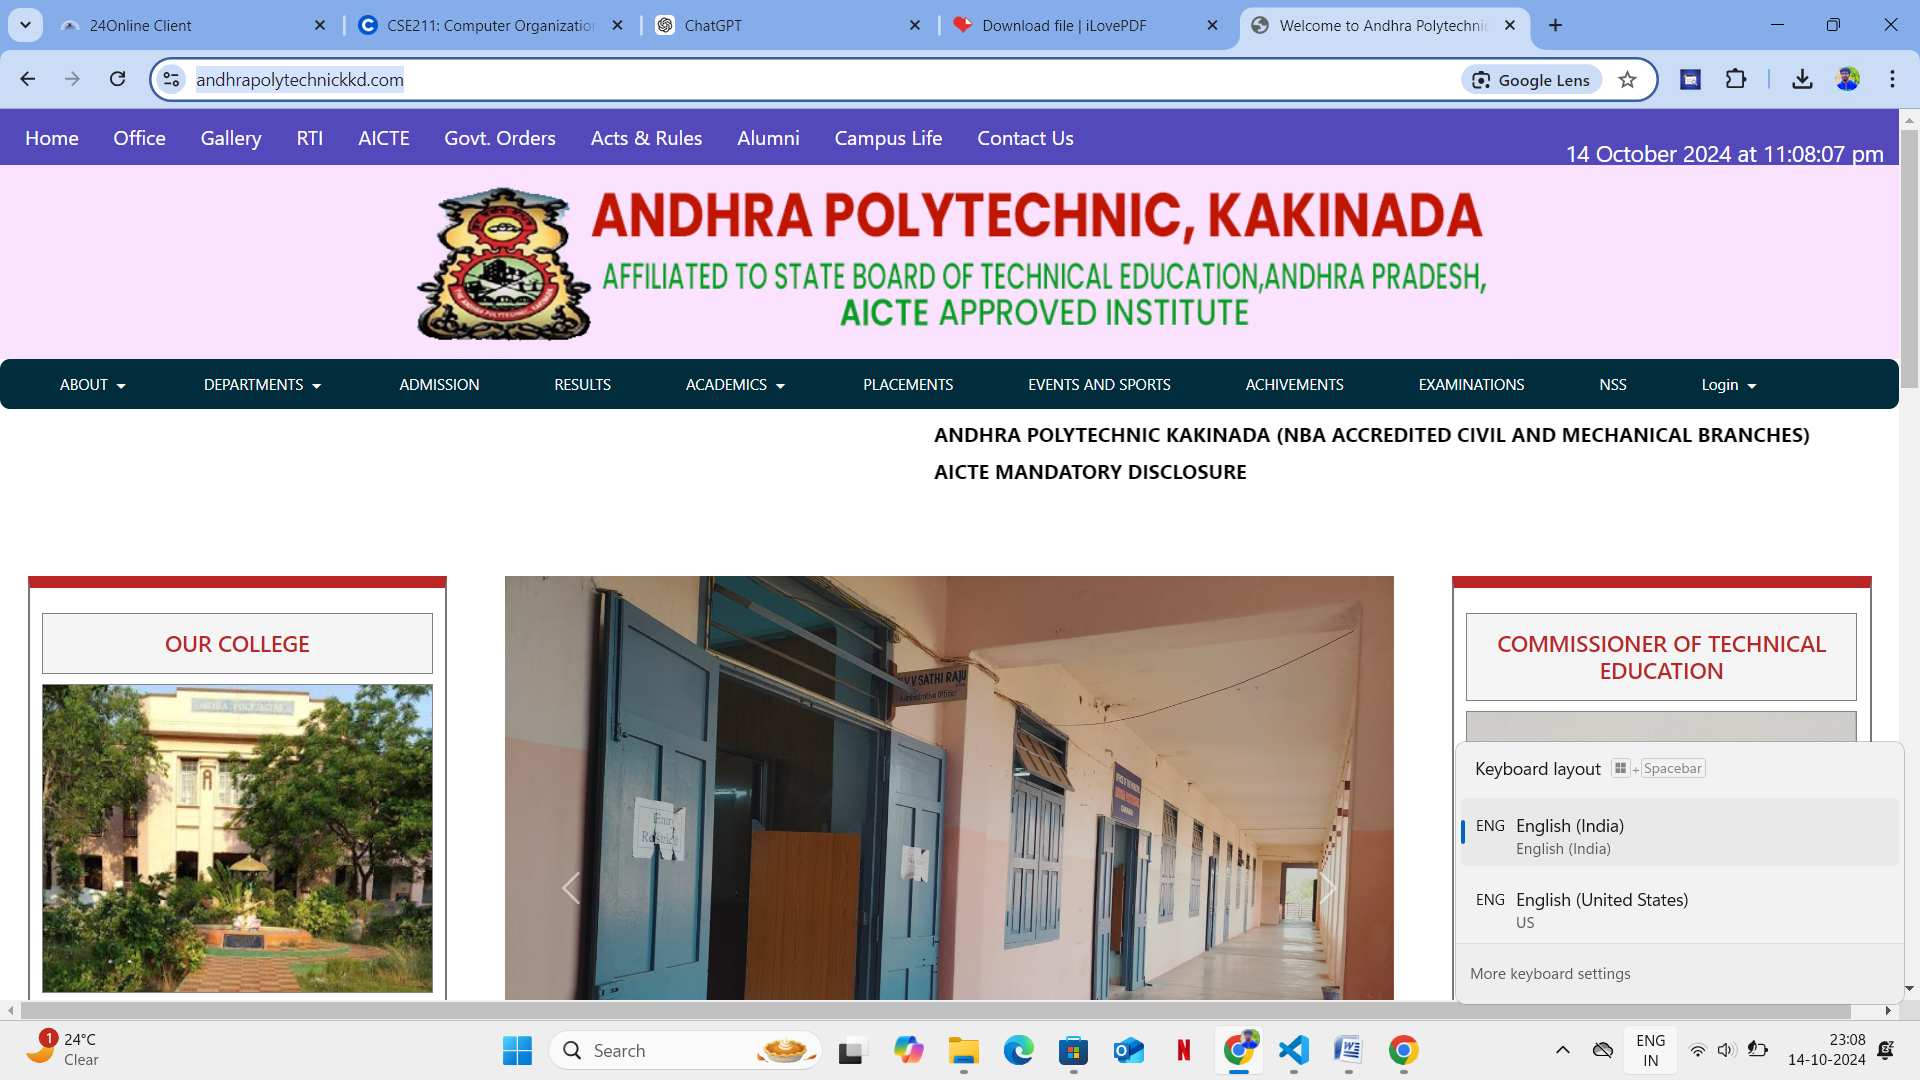 24Online Client
CSE211: Computer Organization
ChatGPT
Download file | iLovePDF
Welcome to Andhra Polytechnic
andhrapolytechnickkd.com
Google Lens
Home Office Gallery RTI AICTE Govt. Orders Acts & Rules Alumni Campus Life Contact Us
14 October 2024 at 11:08:07 pm
ANDHRA POLYTECHNIC, KAKINADA
AFFILIATED TO STATE BOARD OF TECHNICAL EDUCATION,ANDHRA PRADESH,
AICTE APPROVED INSTITUTE
ABOUT DEPARTMENTS ADMISSION RESULTS ACADEMICS PLACEMENTS EVENTS AND SPORTS ACHIVEMENTS EXAMINATIONS NSS Login
ANDHRA POLYTECHNIC KAKINADA (NBA ACCREDITED CIVIL AND MECHANICAL BRANCHES)
AICTE MANDATORY DISCLOSURE
OUR COLLEGE
ANDHRA POLYTECHNIC
V.V.SATHI RAJU
Administrative Officer
Entry
Restricted
COMMISSIONER OF TECHNICAL
EDUCATION
Keyboard layout + Spacebar
ENG English (India)
English (India)
ENG English (United States)
US
More keyboard settings
1
24°C
Clear
Search
ENG
IN
23:08
14-10-2024